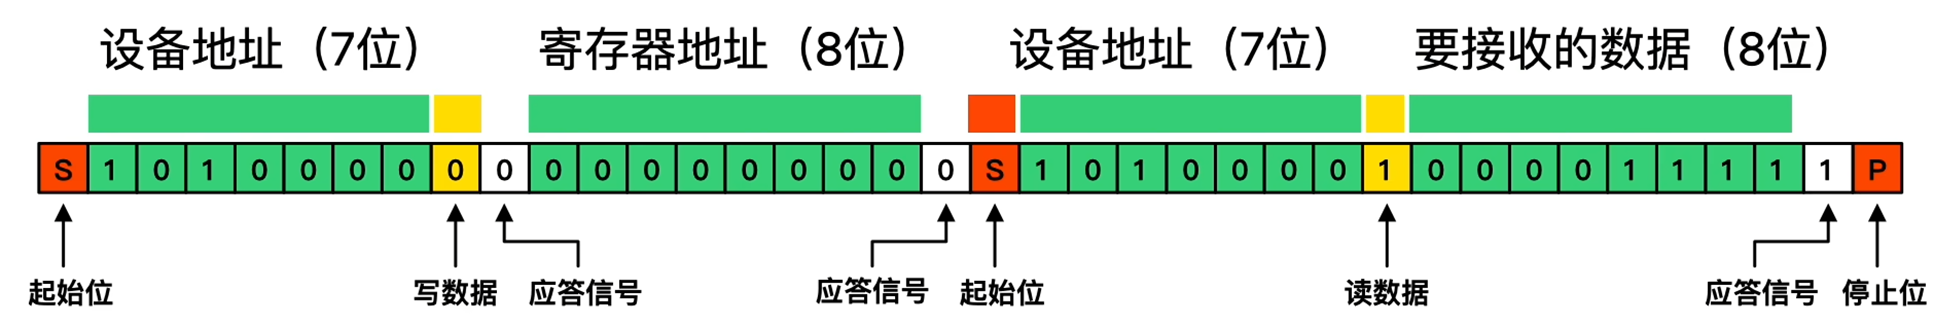 设备地址（7位） 寄存器地址（8位） 设备地址（7位） 要接收的数据（8位）
S 1 0 1 0 0 0 0 0 0 0 0 0 0 0 0 0 0 0 S 1 0 1 0 0 0 0 1 0 0 0 0 1 1 1 1 1 P
起始位 写数据 应答信号 应答信号 起始位 读数据 应答信号 停止位